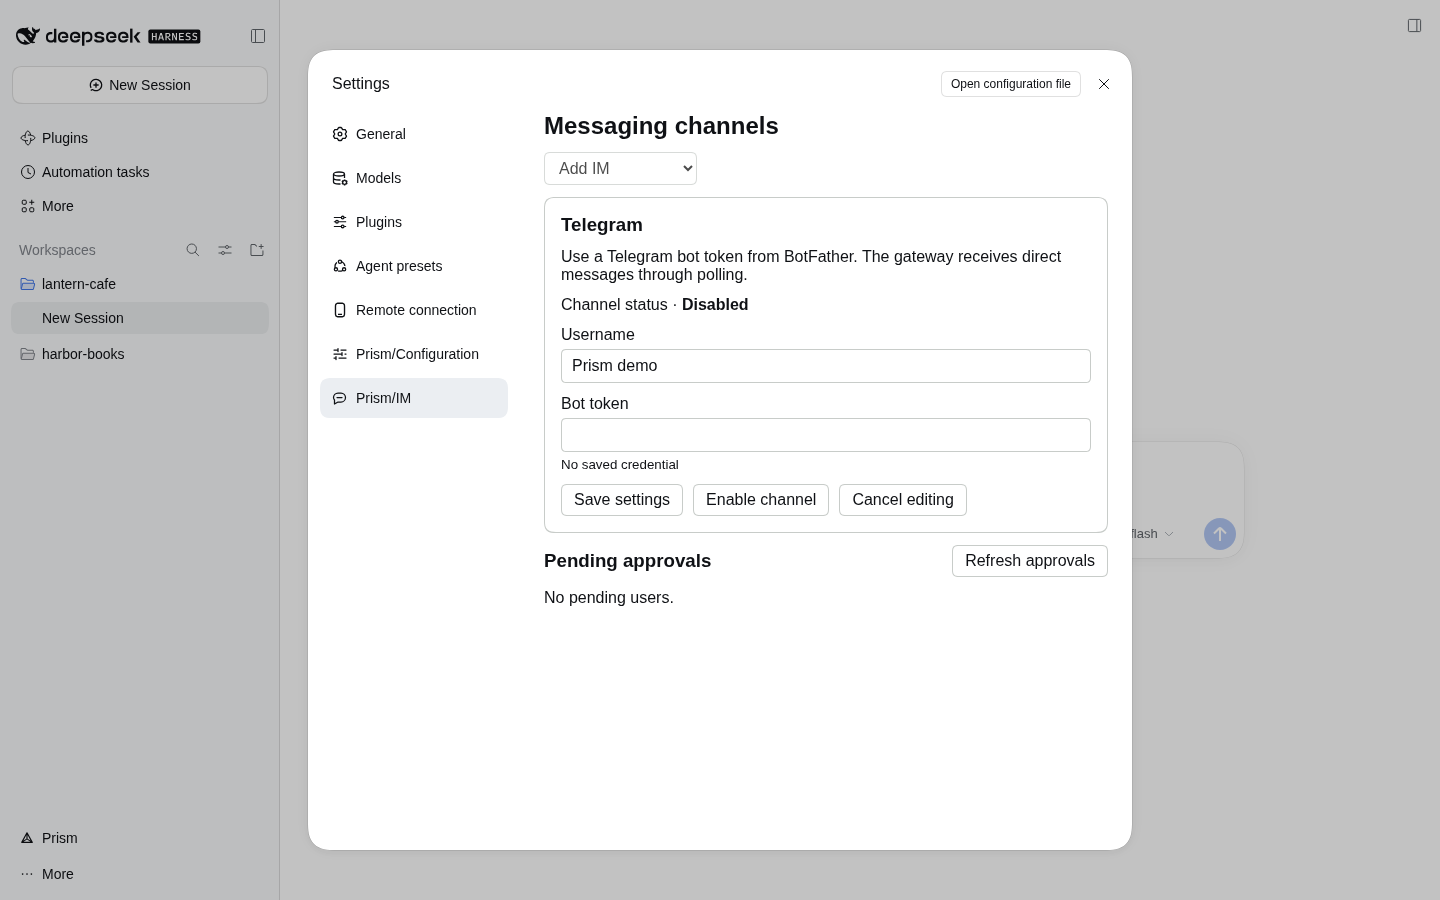 deepseek HARNESS
New Session
Plugins
Automation tasks
More
Workspaces
lantern-cafe
New Session
harbor-books
Prism
More
Settings
Open configuration file
General
Models
Plugins
Agent presets
Remote connection
Prism/Configuration
Prism/IM
Messaging channels
Add IM
Telegram
Use a Telegram bot token from BotFather. The gateway receives direct
messages through polling.
Channel status · Disabled
Username
Prism demo
Bot token
No saved credential
Save settings
Enable channel
Cancel editing
Pending approvals
Refresh approvals
No pending users.
flash